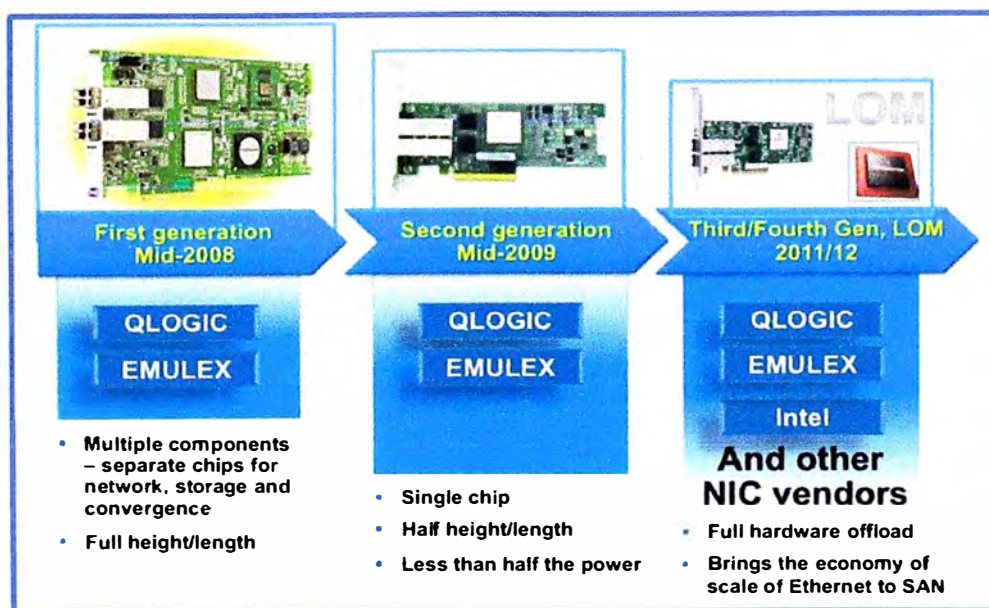 LOM
First generation
Mid-2008
QLOGIC
EMULEX
• Multiple components
– separate chips for
network, storage and
convergence
• Full height/length
Second generation
Mid-2009
QLOGIC
EMULEX
• Single chip
• Half height/length
• Less than half the power
Third/Fourth Gen, LOM
2011/12
QLOGIC
EMULEX
Intel
And other
NIC vendors
• Full hardware offload
• Brings the economy of
scale of Ethernet to SAN